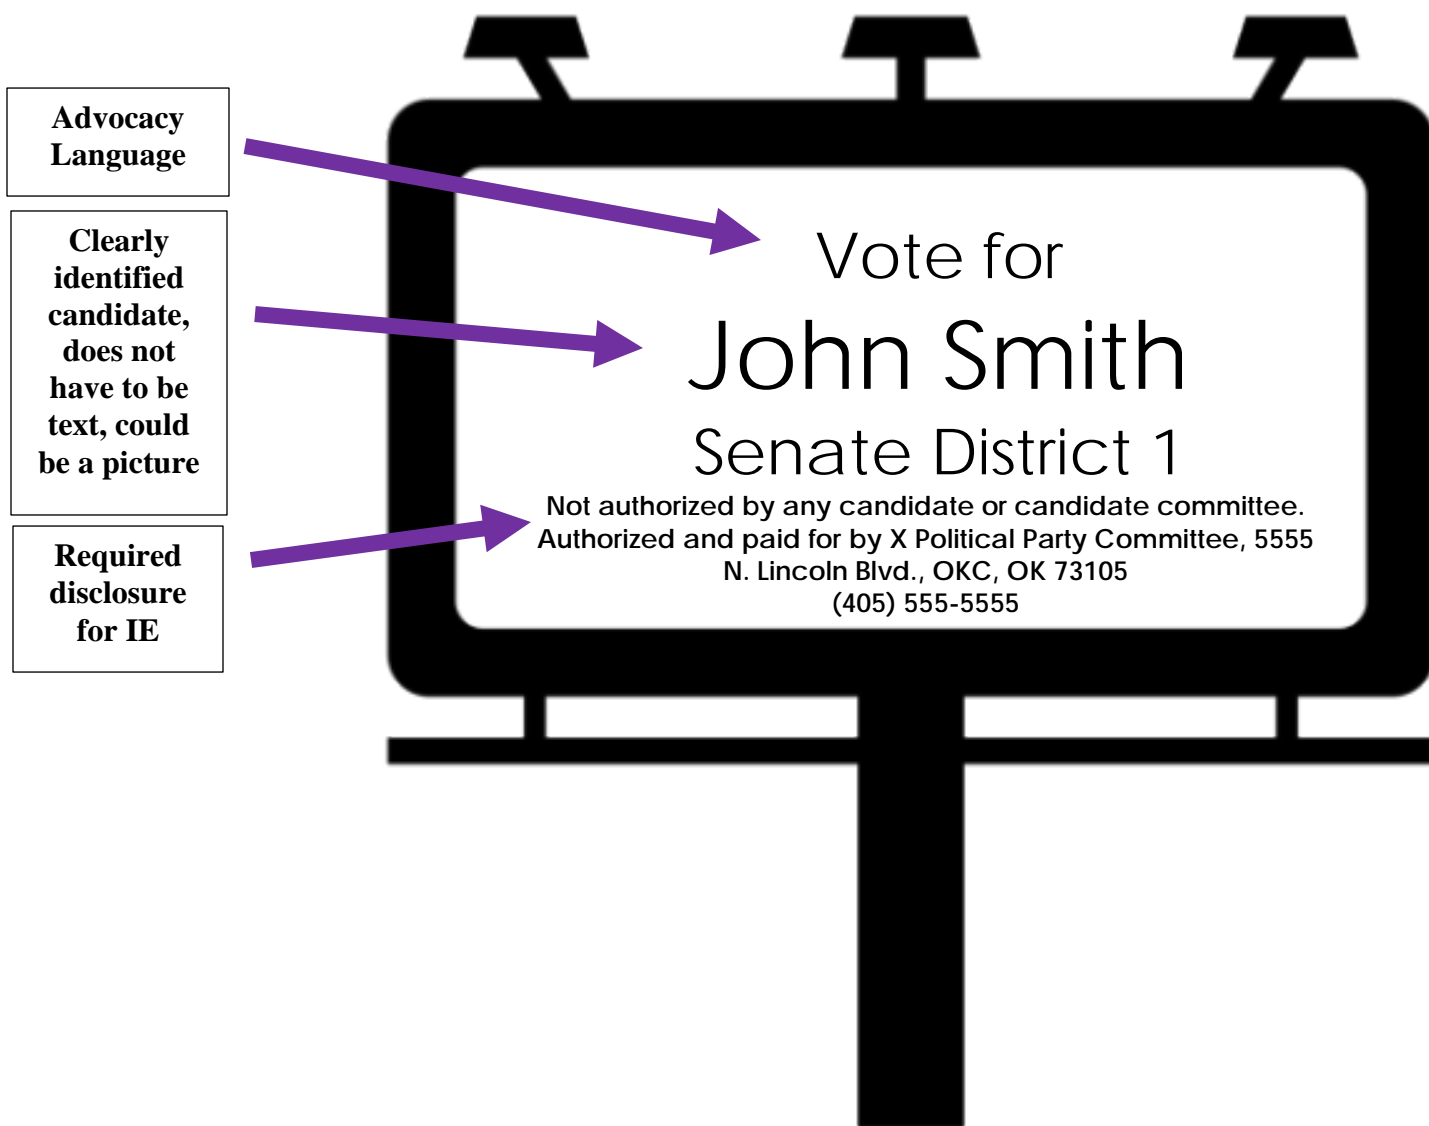 Advocacy
Language
Clearly
identified
candidate,
does not
have to be
text, could
be a picture
Required
disclosure
for IE
Vote for
John Smith
Senate District 1
Not authorized by any candidate or candidate committee.
Authorized and paid for by X Political Party Committee, 5555
N. Lincoln Blvd., OKC, OK 73105
(405) 555-5555